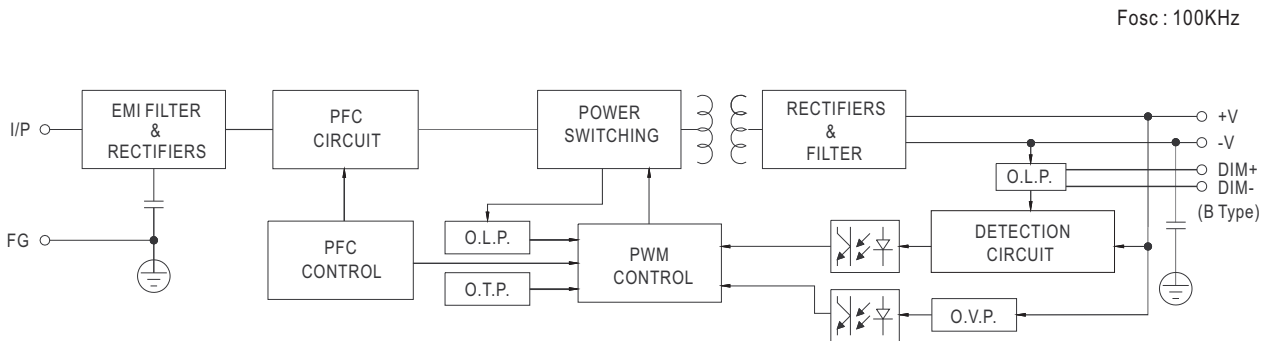 Fosc : 100KHz
I/P
EMI FILTER
&
RECTIFIERS
PFC
CIRCUIT
POWER
SWITCHING
RECTIFIERS
&
FILTER
+V
-V
DIM+
DIM-
(B Type)
O.L.P.
FG
PFC
CONTROL
O.L.P.
O.T.P.
PWM
CONTROL
DETECTION
CIRCUIT
O.V.P.